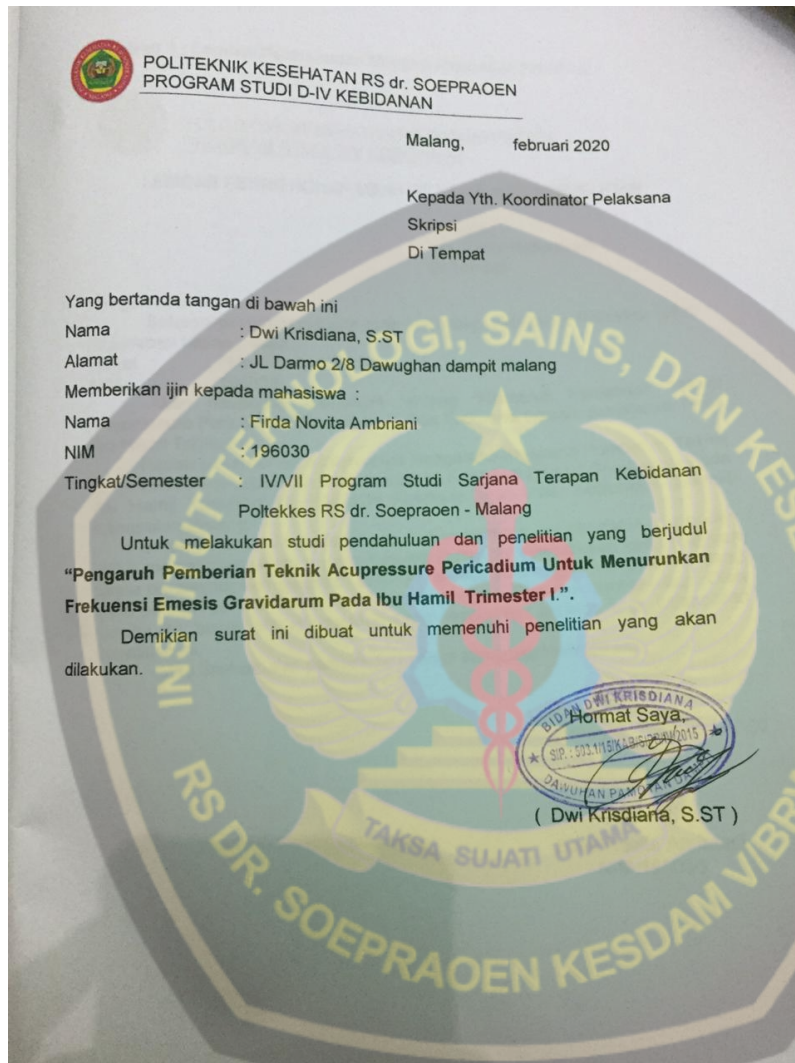 POLITEKNIK KESEHATAN RS dr. SOEPRAOEN
PROGRAM STUDI D-IV KEBIDANAN
Malang, februari 2020
Kepada Yth. Koordinator Pelaksana
Skripsi
Di Tempat
Yang bertanda tangan di bawah ini
Nama : Dwi Krisdiana, S.ST
Alamat : JL Darmo 2/8 Dawughan dampit malang
Memberikan ijin kepada mahasiswa :
Nama : Firda Novita Ambriani
NIM : 196030
Tingkat/Semester : IV/VII Program Studi Sarjana Terapan Kebidanan
Poltekkes RS dr. Soepraoen - Malang
Untuk melakukan studi pendahuluan dan penelitian yang berjudul
“Pengaruh Pemberian Teknik Acupressure Pericadium Untuk Menurunkan
Frekuensi Emesis Gravidarum Pada Ibu Hamil Trimester I.”.
Demikian surat ini dibuat untuk memenuhi penelitian yang akan
dilakukan.
BIDAN DWI KRISDIANA
Hormat Saya,
( Dwi Krisdiana, S.ST )
INSTITUT TEKNOLOGI, SAINS, DAN
TAKSA SUJATI UTAMA
RS DR. SOEPRAOEN KESDAM